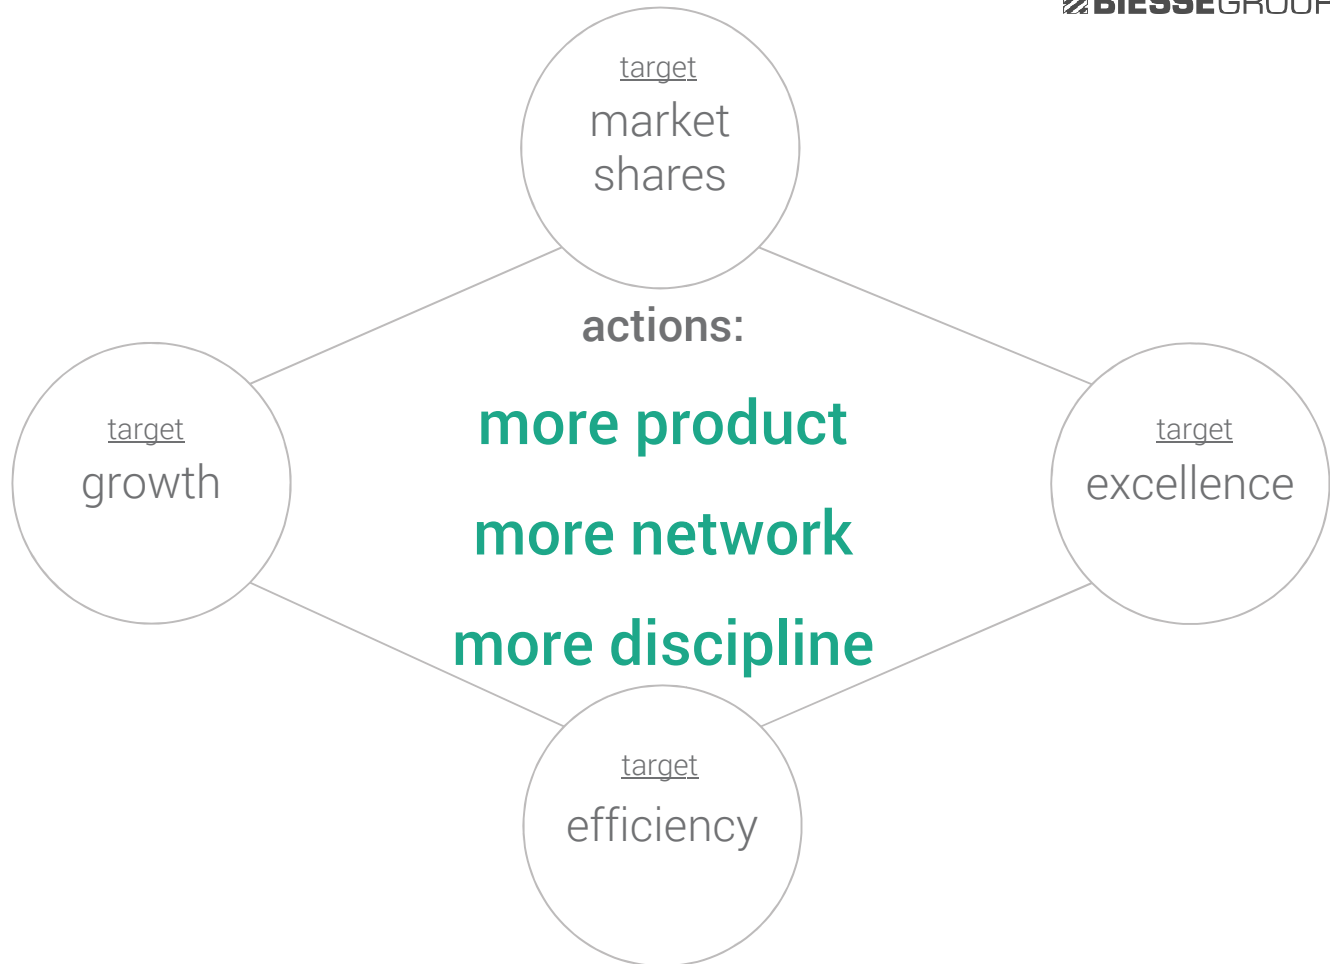 BIESSEGROUP
target
market
shares
actions:
more product
target
growth
target
excellence
more network
more discipline
target
efficiency